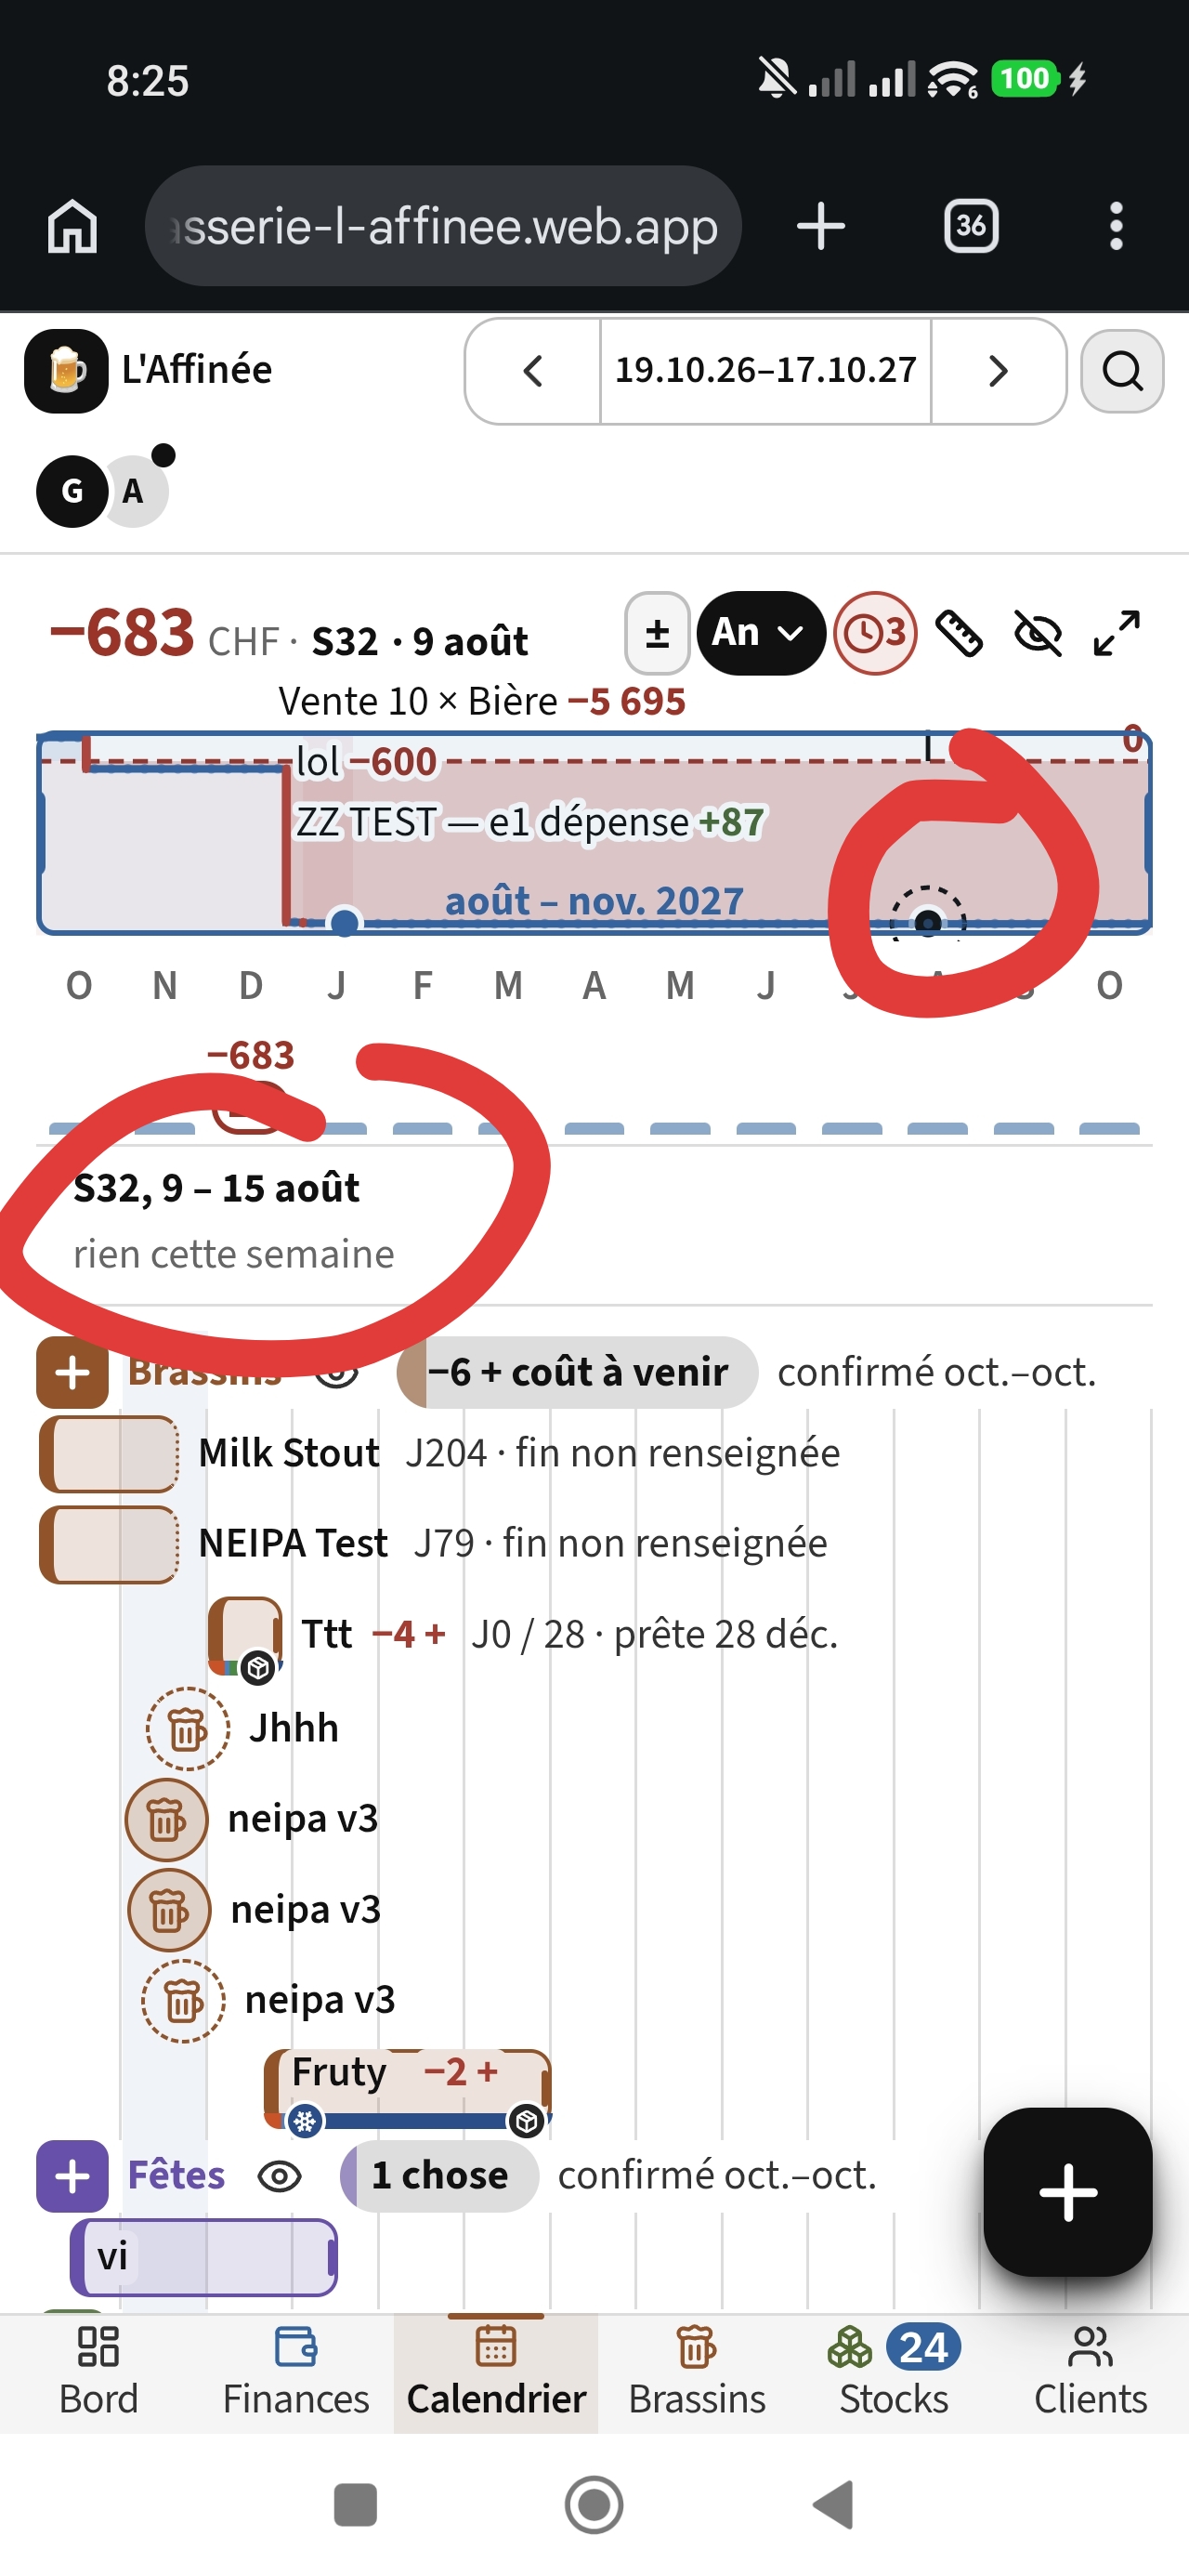 8:25
100
asserie-l-affinee.web.app
36
L'Affinée
19.10.26–17.10.27
G A
−683 CHF · S32 · 9 août
± An 3
Vente 10 × Bière −5 695
0
lol −600
ZZ TEST — e1 dépense +87
août – nov. 2027
O N D J F M A M J J A S O
−683
S32, 9 – 15 août
rien cette semaine
Brassins −6 + coût à venir confirmé oct.–oct.
Milk Stout J204 · fin non renseignée
NEIPA Test J79 · fin non renseignée
Ttt −4 + J0 / 28 · prête 28 déc.
Jhhh
neipa v3
neipa v3
neipa v3
Fruty −2 +
Fêtes 1 chose confirmé oct.–oct.
vi
24
Bord Finances Calendrier Brassins Stocks Clients